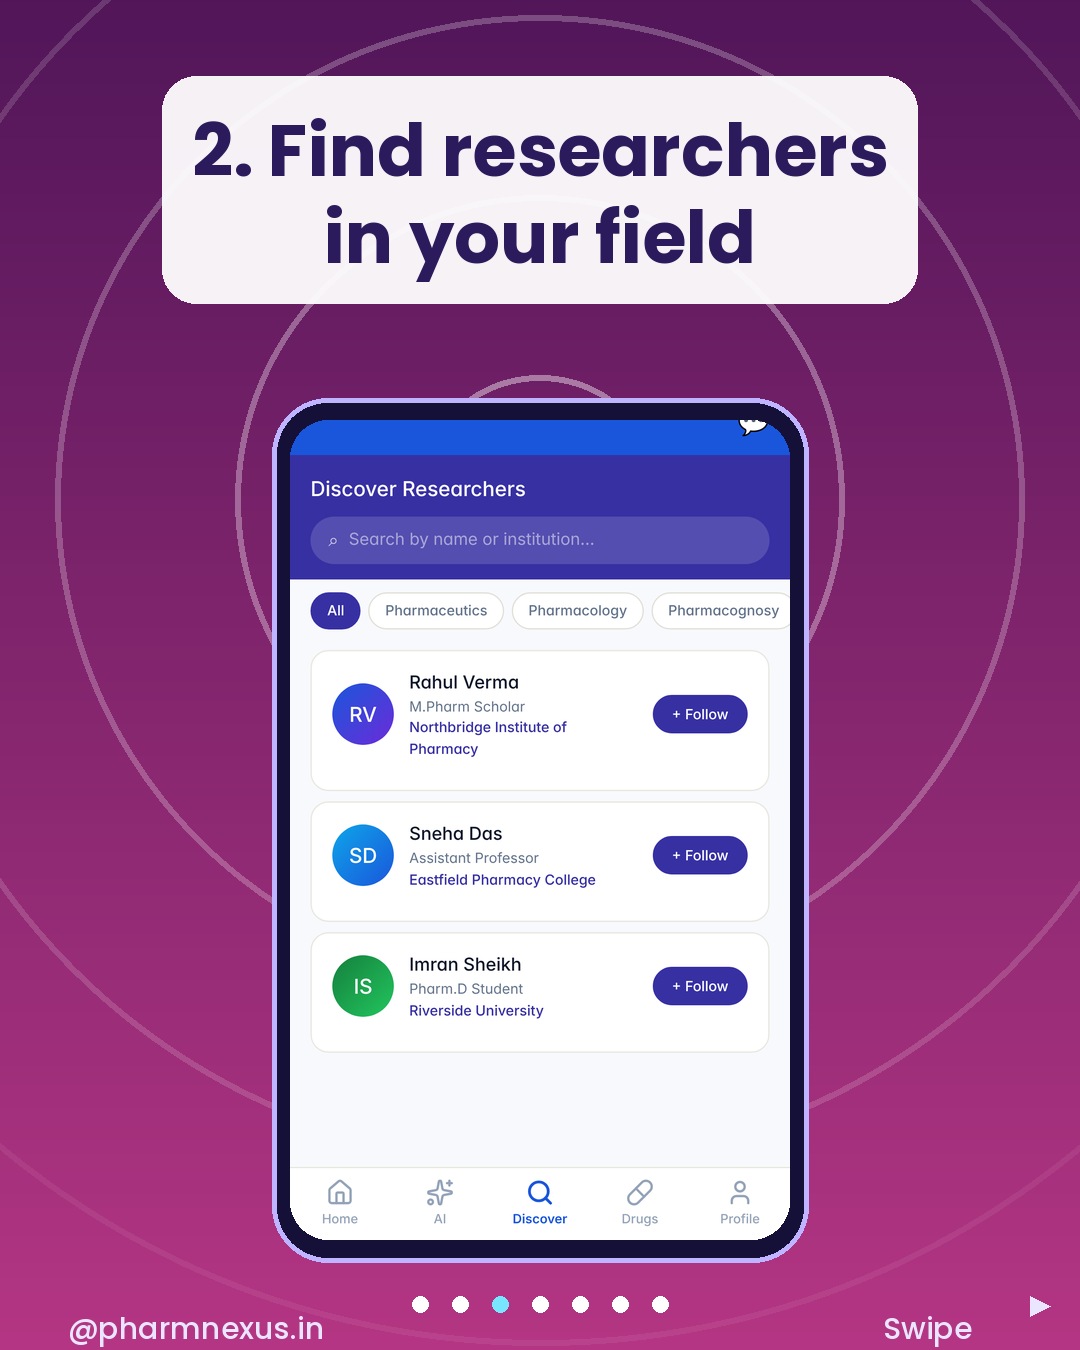 2. Find researchers
in your field
Discover Researchers
Search by name or institution...
All
Pharmaceutics
Pharmacology
Pharmacognosy
RV
Rahul Verma
M.Pharm Scholar
Northbridge Institute of
Pharmacy
+ Follow
SD
Sneha Das
Assistant Professor
Eastfield Pharmacy College
+ Follow
IS
Imran Sheikh
Pharm.D Student
Riverside University
+ Follow
Home
AI
Discover
Drugs
Profile
@pharmnexus.in
Swipe